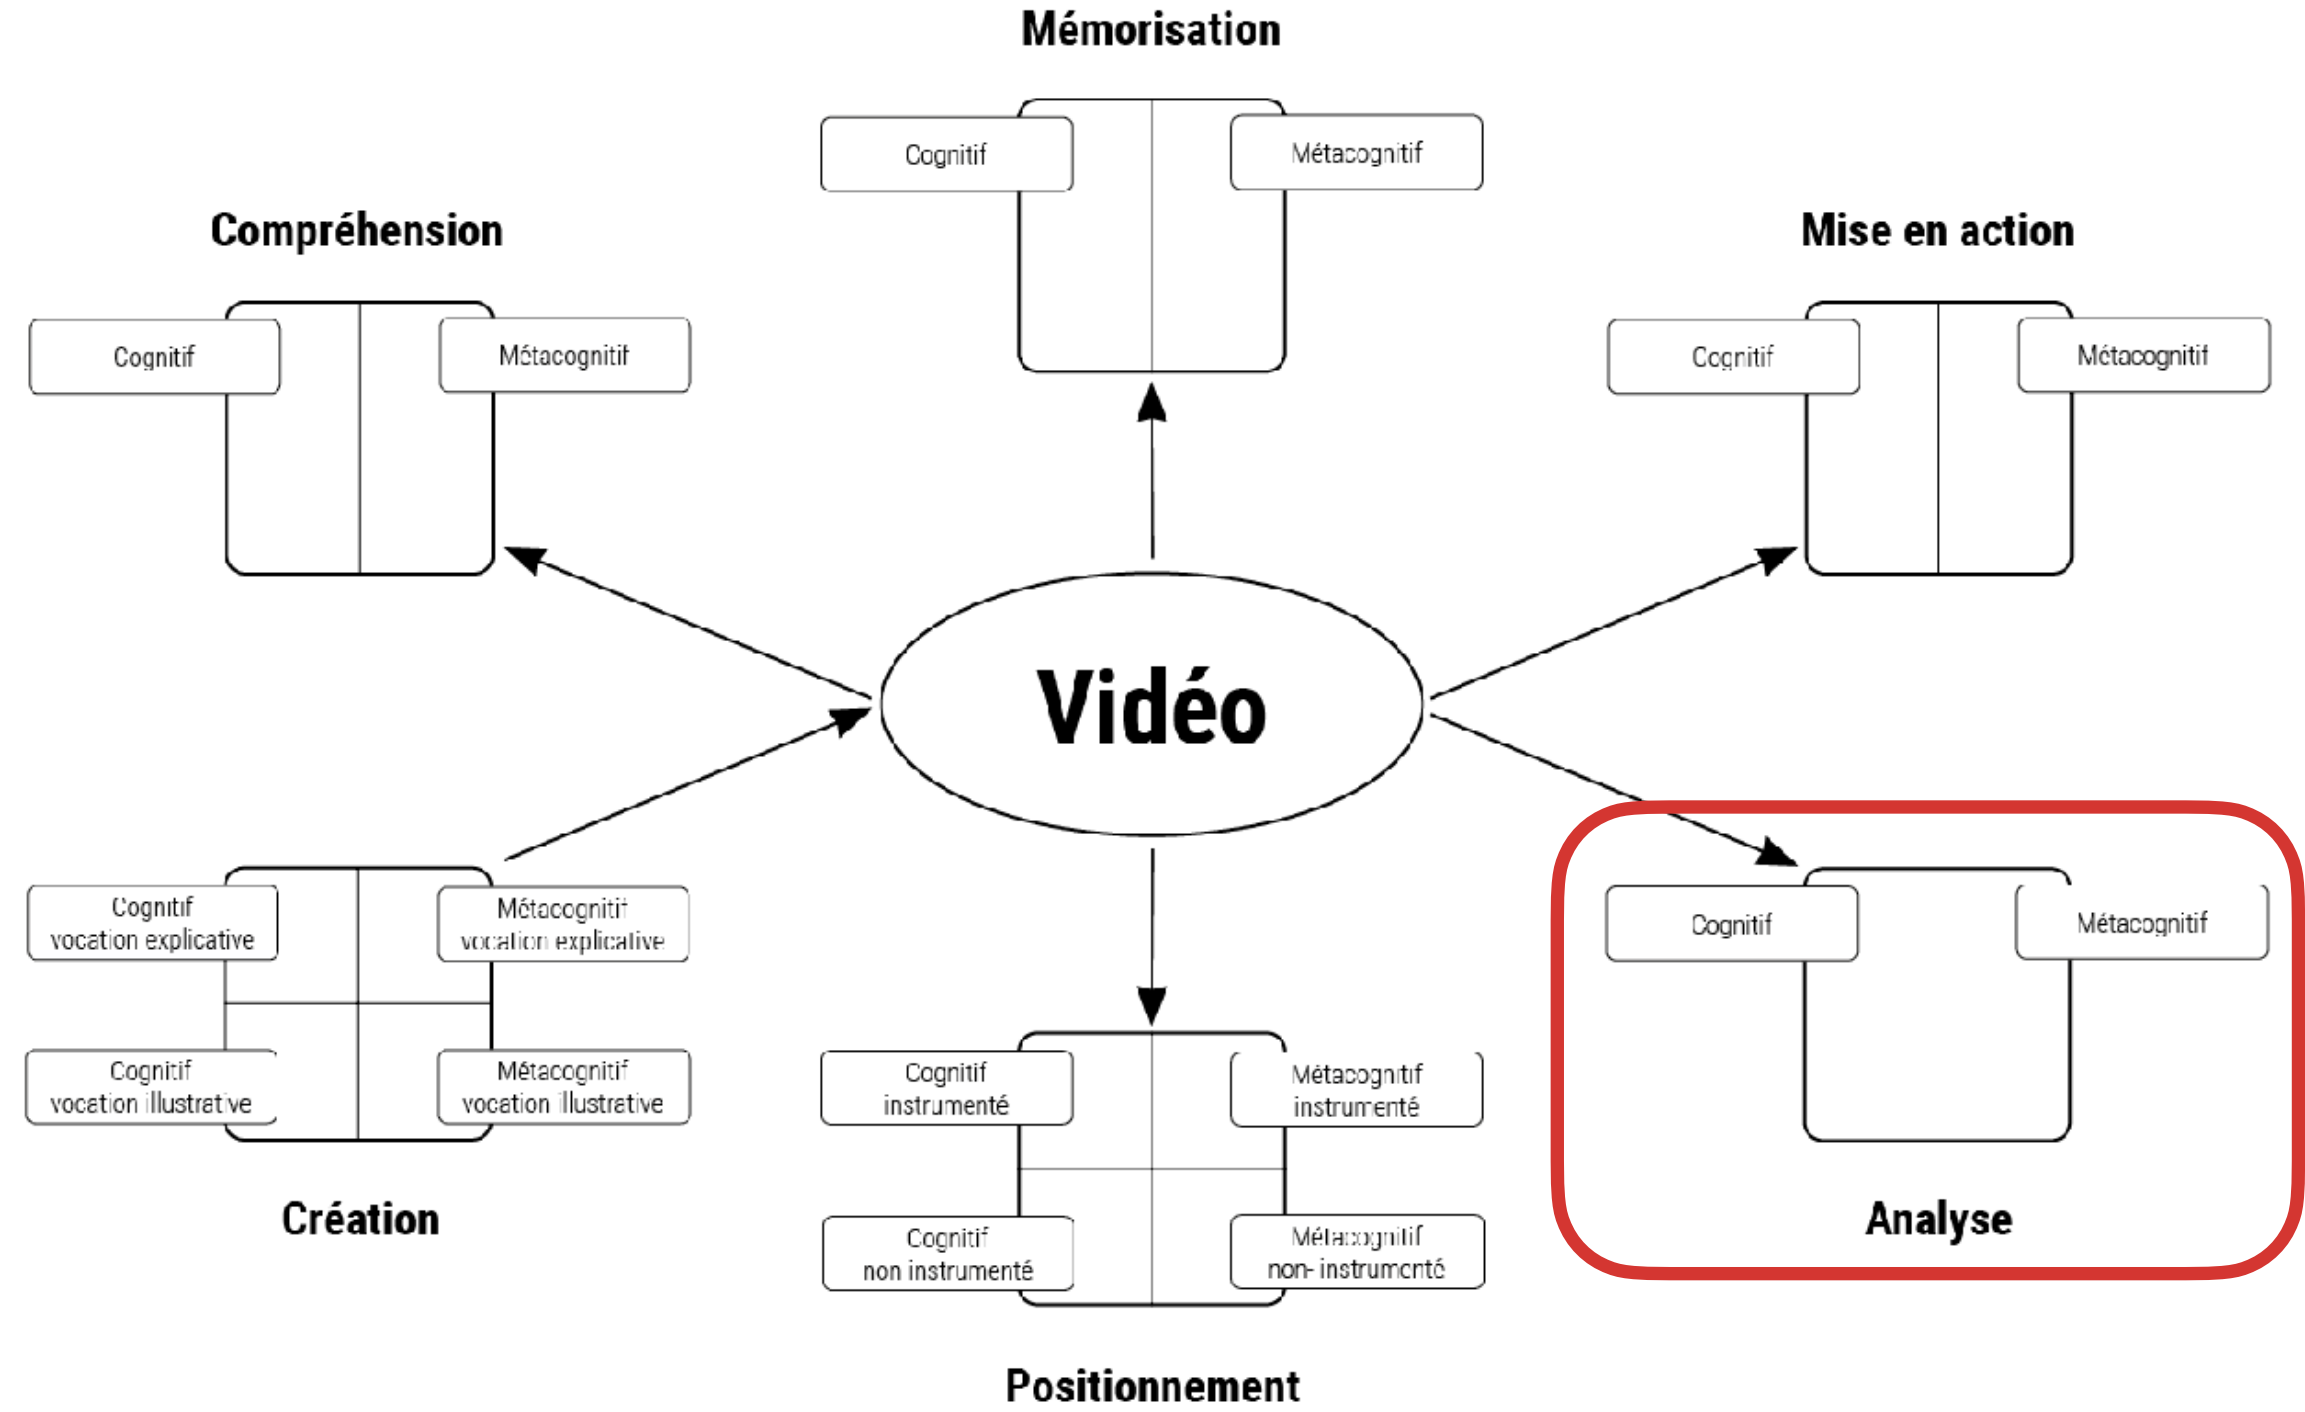 Mémorisation
Cognitif
Métacognitif
Compréhension
Cognitif
Métacognitif
Mise en action
Cognitif
Métacognitif
Vidéo
Cognitif
vocation explicative
Métacognitif
vocation explicative
Cognitif
vocation illustrative
Métacognitif
vocation illustrative
Création
Cognitif
instrumenté
Métacognitif
instrumenté
Cognitif
non instrumenté
Métacognitif
non- instrumenté
Positionnement
Cognitif
Métacognitif
Analyse